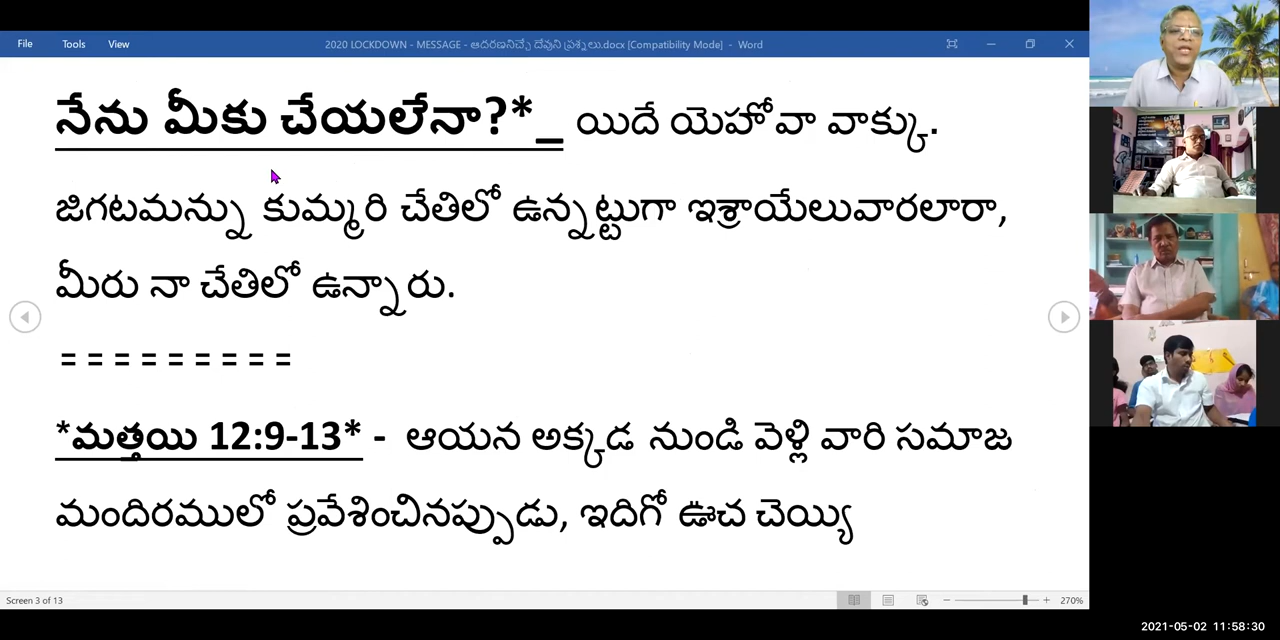 File Tools View 2020 LOCKDOWN - MESSAGE - ఆదరణనిచ్చే దేవుని ప్రశ్నలు.docx [Compatibility Mode] - Word
నేను మీకు చేయలేనా?*_ యిదే యెహోవా వాక్కు.
జిగటమన్ను కుమ్మరి చేతిలో ఉన్నట్టుగా ఇశ్రాయేలువారలారా,
మీరు నా చేతిలో ఉన్నారు.
= = = = = = = = =
*మత్తయి 12:9-13* - ఆయన అక్కడ నుండి వెళ్లి వారి సమాజ
మందిరములో ప్రవేశించినప్పుడు, ఇదిగో ఊచ చెయ్యి
Screen 3 of 13 270%
2021-05-02 11:58:30